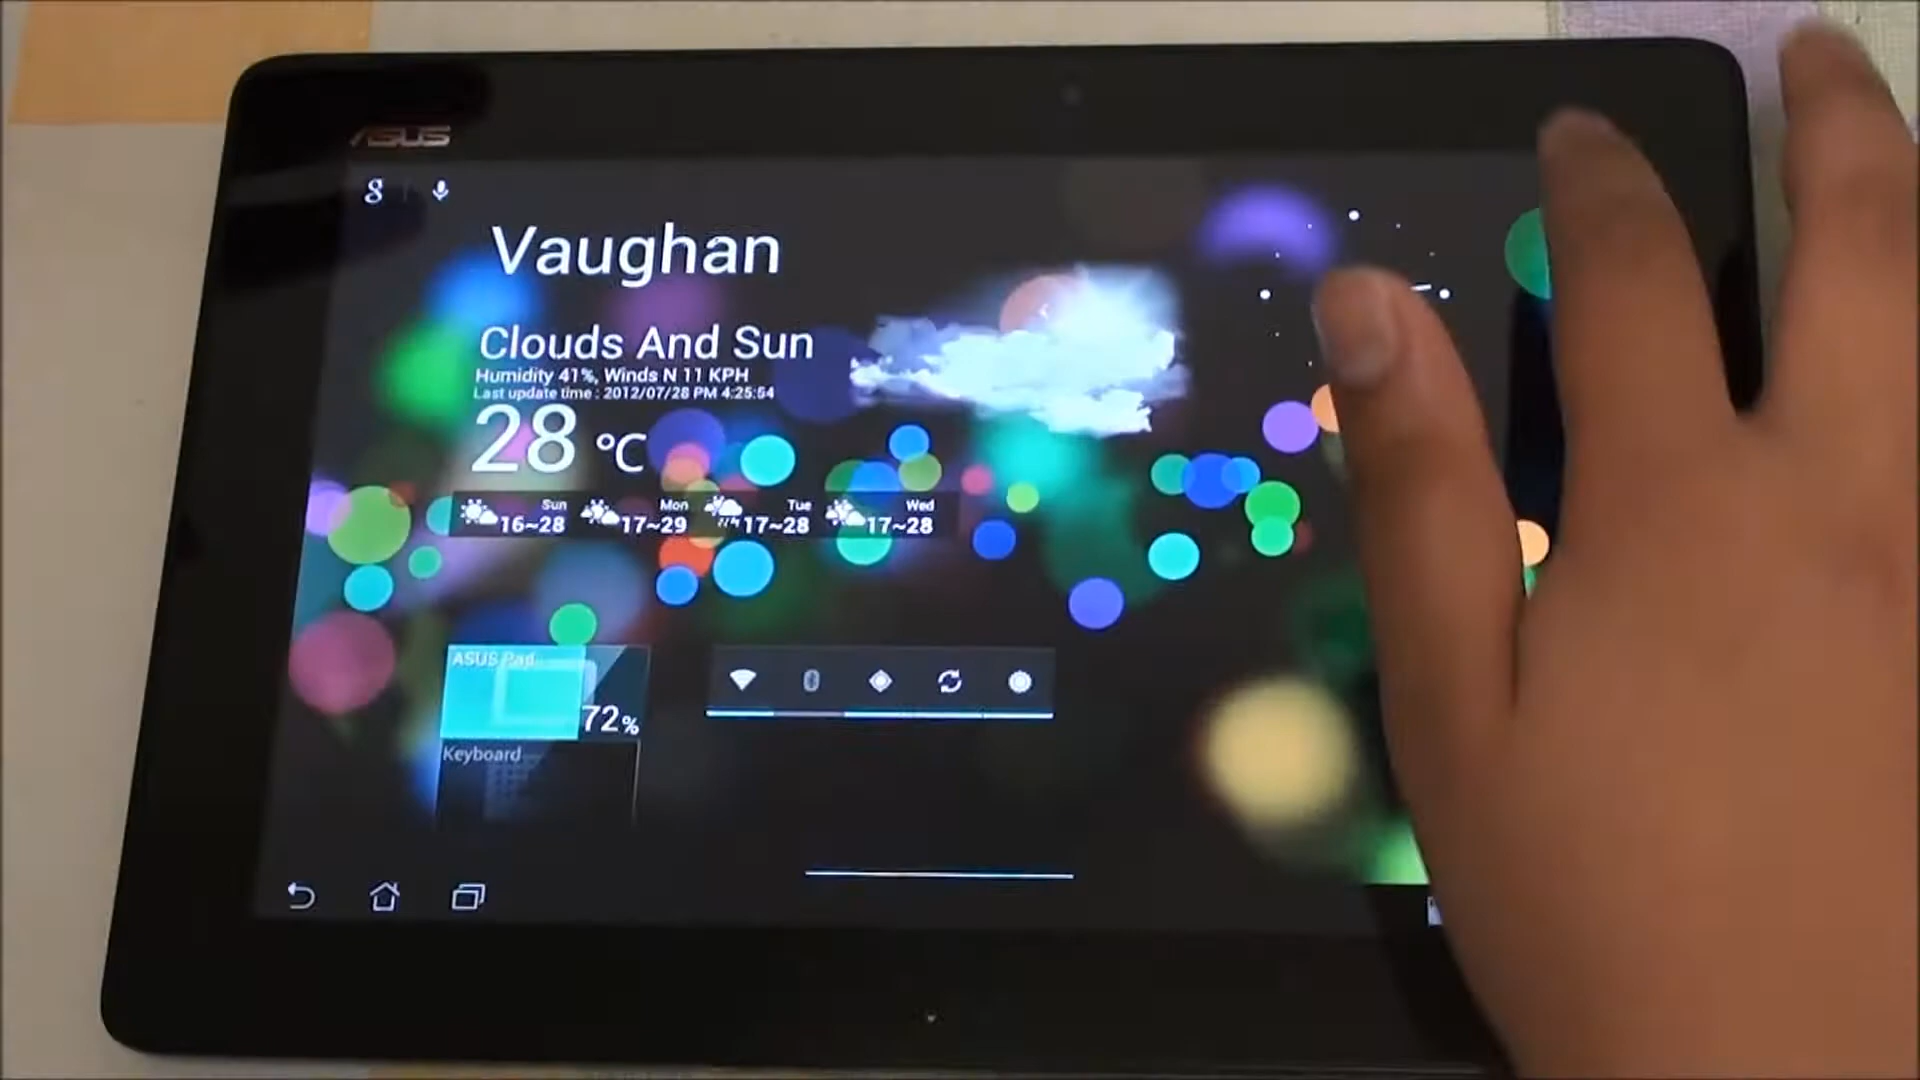 ASUS
g
Vaughan
Clouds And Sun
Humidity 41%, Winds N 11 KPH
Last update time : 2012/07/28 PM 4:25:54
28 °C
Sun Mon Tue Wed
16~28 17~29 17~28 17~28
ASUS Pad
72%
Keyboard